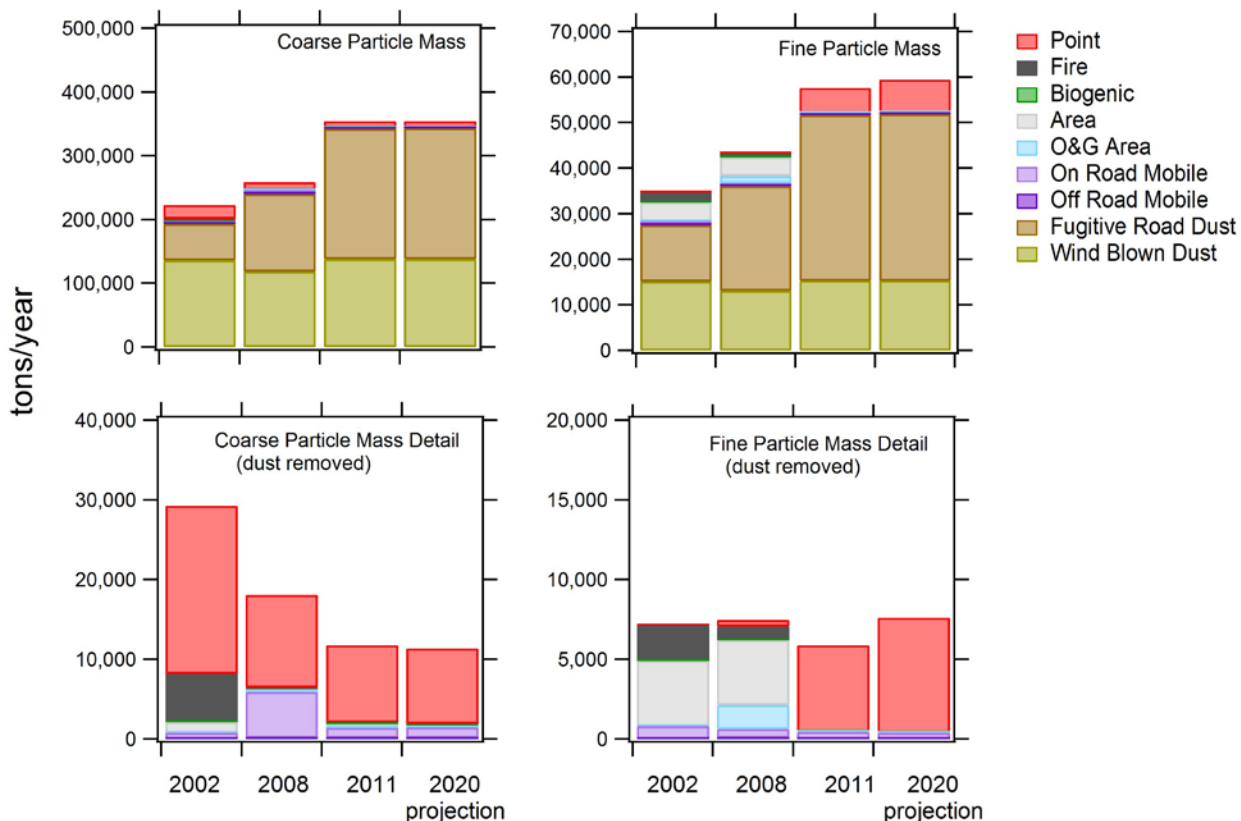 500,000
400,000
300,000
200,000
100,000
0
Coarse Particle Mass
70,000
60,000
50,000
40,000
30,000
20,000
10,000
0
Fine Particle Mass
Point
Fire
Biogenic
Area
O&G Area
On Road Mobile
Off Road Mobile
Fugitive Road Dust
Wind Blown Dust
tons/year
40,000
30,000
20,000
10,000
0
Coarse Particle Mass Detail
(dust removed)
2002 2008 2011 2020
projection
20,000
15,000
10,000
5,000
0
Fine Particle Mass Detail
(dust removed)
2002 2008 2011 2020
projection